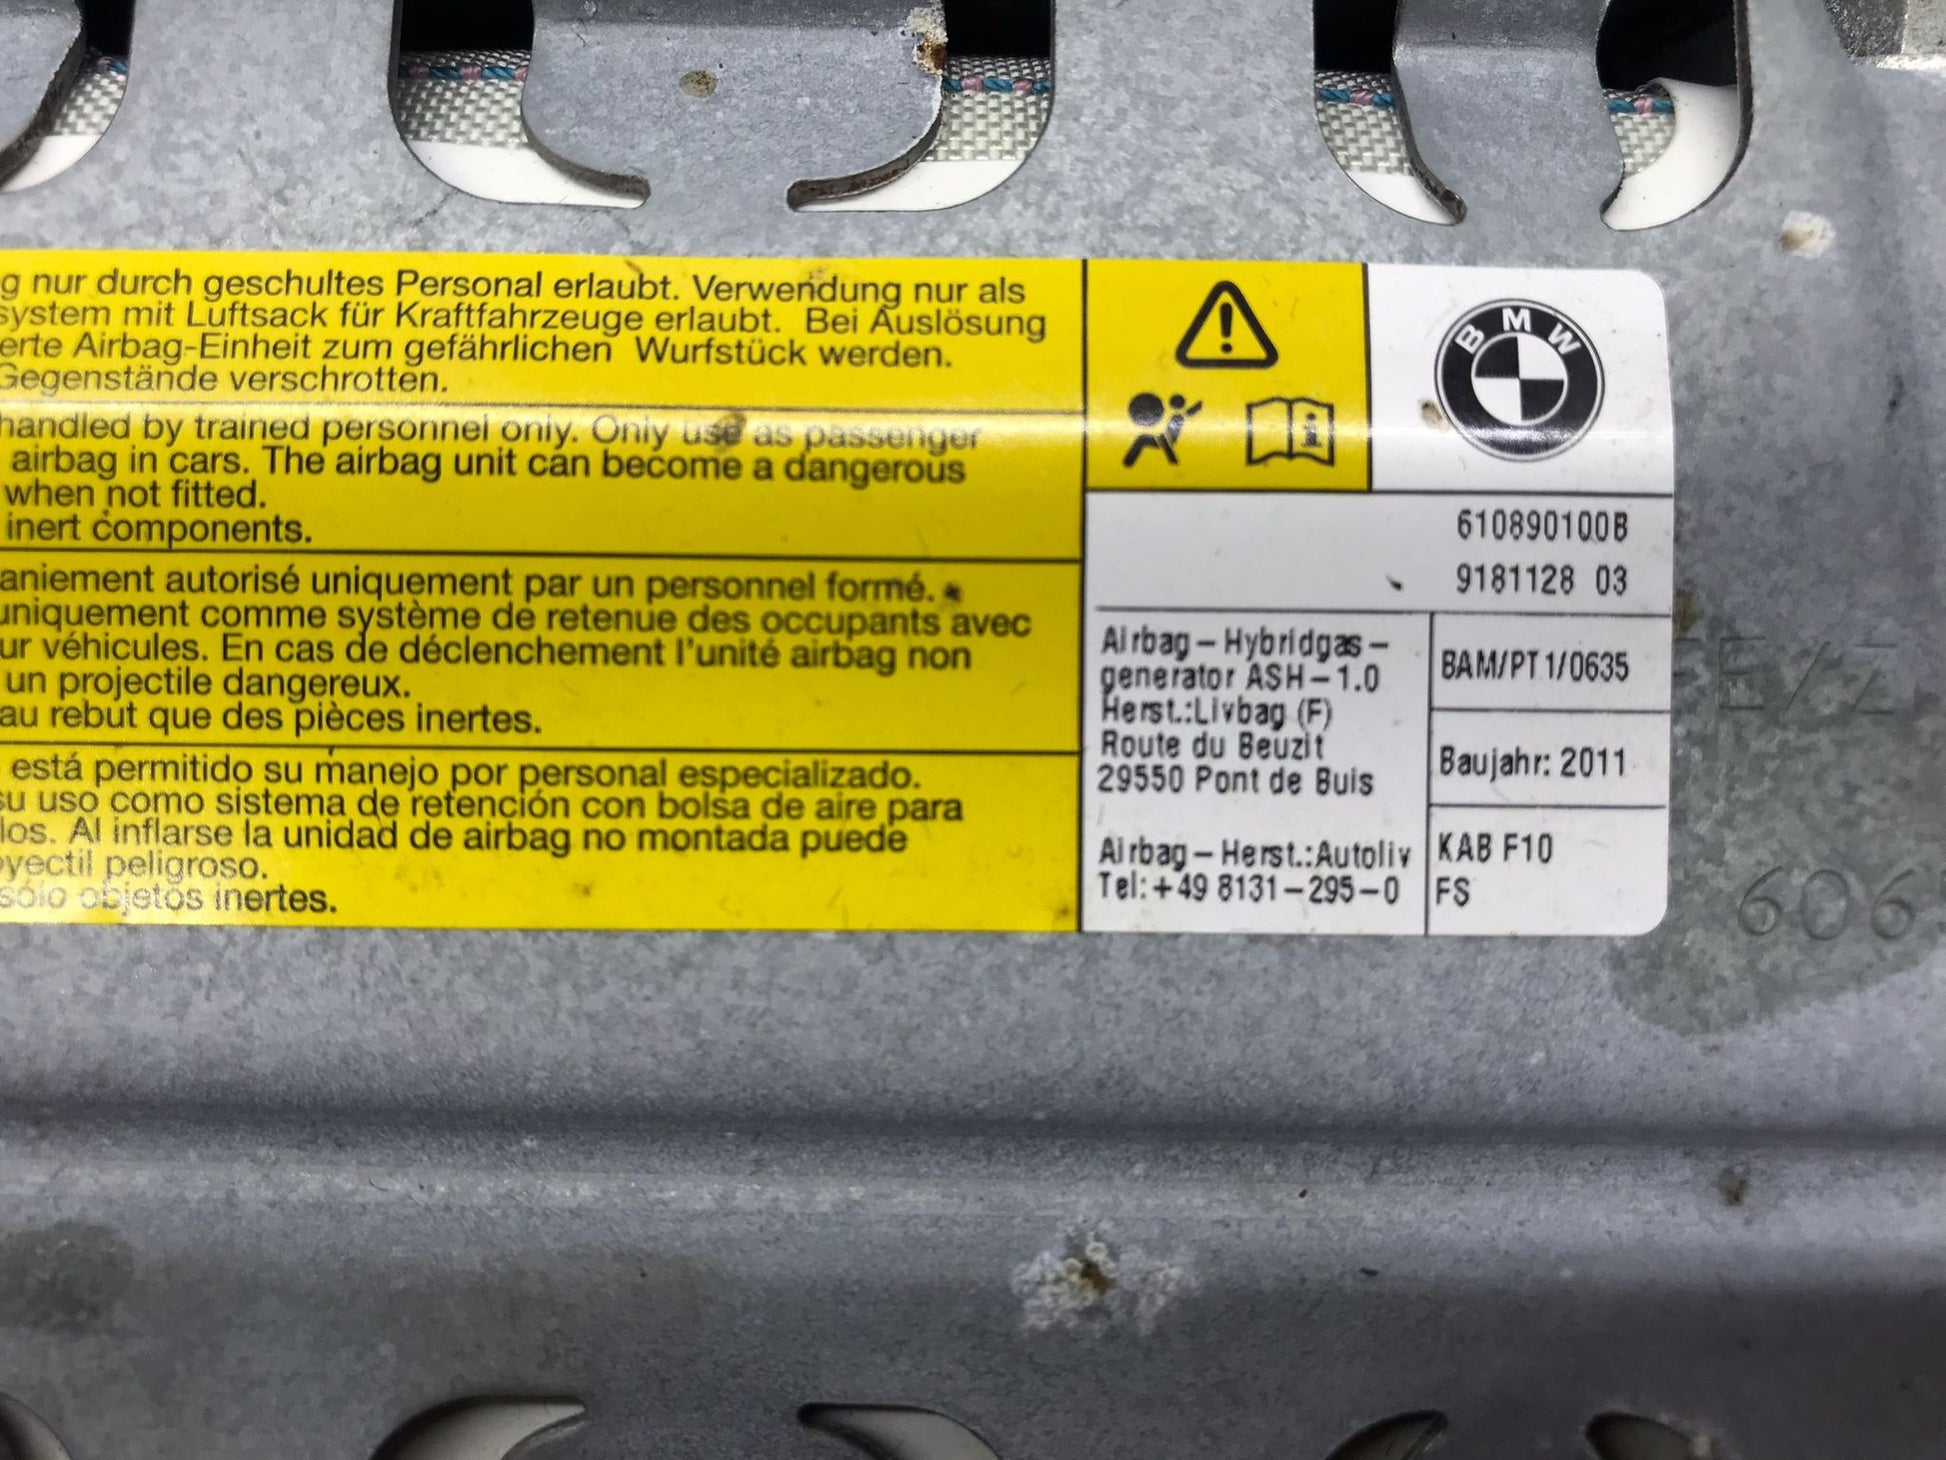 g nur durch geschultes Personal erlaubt. Verwendung nur als
system mit Luftsack für Kraftfahrzeuge erlaubt. Bei Auslösung
erte Airbag-Einheit zum gefährlichen Wurfstück werden.
Gegenstände verschrotten.
handled by trained personnel only. Only use as passenger
airbag in cars. The airbag unit can become a dangerous
when not fitted.
inert components.
aniement autorisé uniquement par un personnel formé.
uniquement comme système de retenue des occupants avec
ur véhicules. En cas de déclenchement l'unité airbag non
un projectile dangereux.
au rebut que des pièces inertes.
está permitido su manejo por personal especializado.
su uso como sistema de retención con bolsa de aire para
los. Al inflarse la unidad de airbag no montada puede
oyectil peligroso.
sólo objetos inertes.
BMW
610890100B
9181128 03
Airbag-Hybridgas-
generator ASH-1.0
Herst.:Livbag (F)
Route du Beuzit
29550 Pont de Buis
Airbag-Herst.:Autoliv
Tel:+49 8131-295-0
BAM/PT1/0635
Baujahr: 2011
KAB F10
FS
606